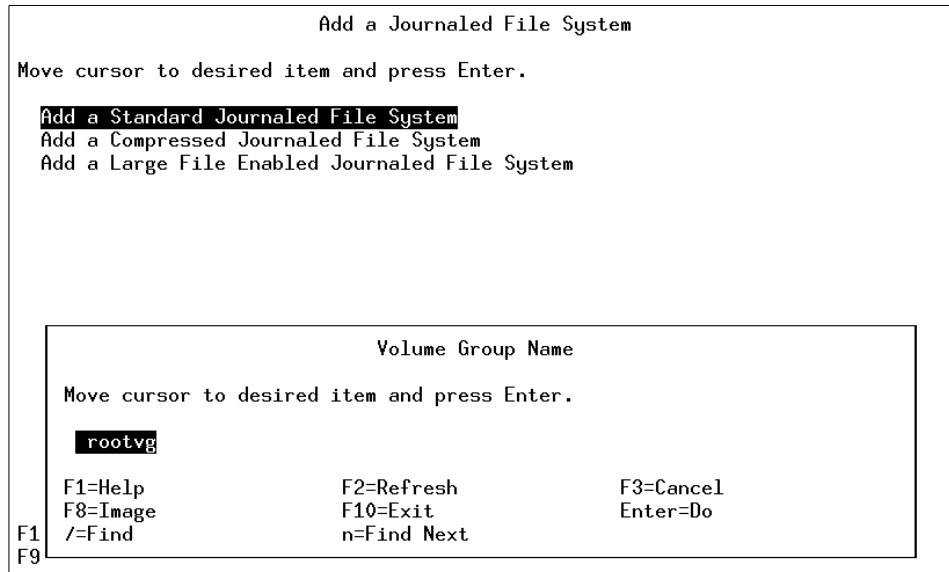 Add a Journaled File System
Move cursor to desired item and press Enter.
Add a Standard Journaled File System
Add a Compressed Journaled File System
Add a Large File Enabled Journaled File System
Volume Group Name
Move cursor to desired item and press Enter.
rootvg
F1=Help F2=Refresh F3=Cancel
F8=Image F10=Exit Enter=Do
F1 /=Find n=Find Next
F9